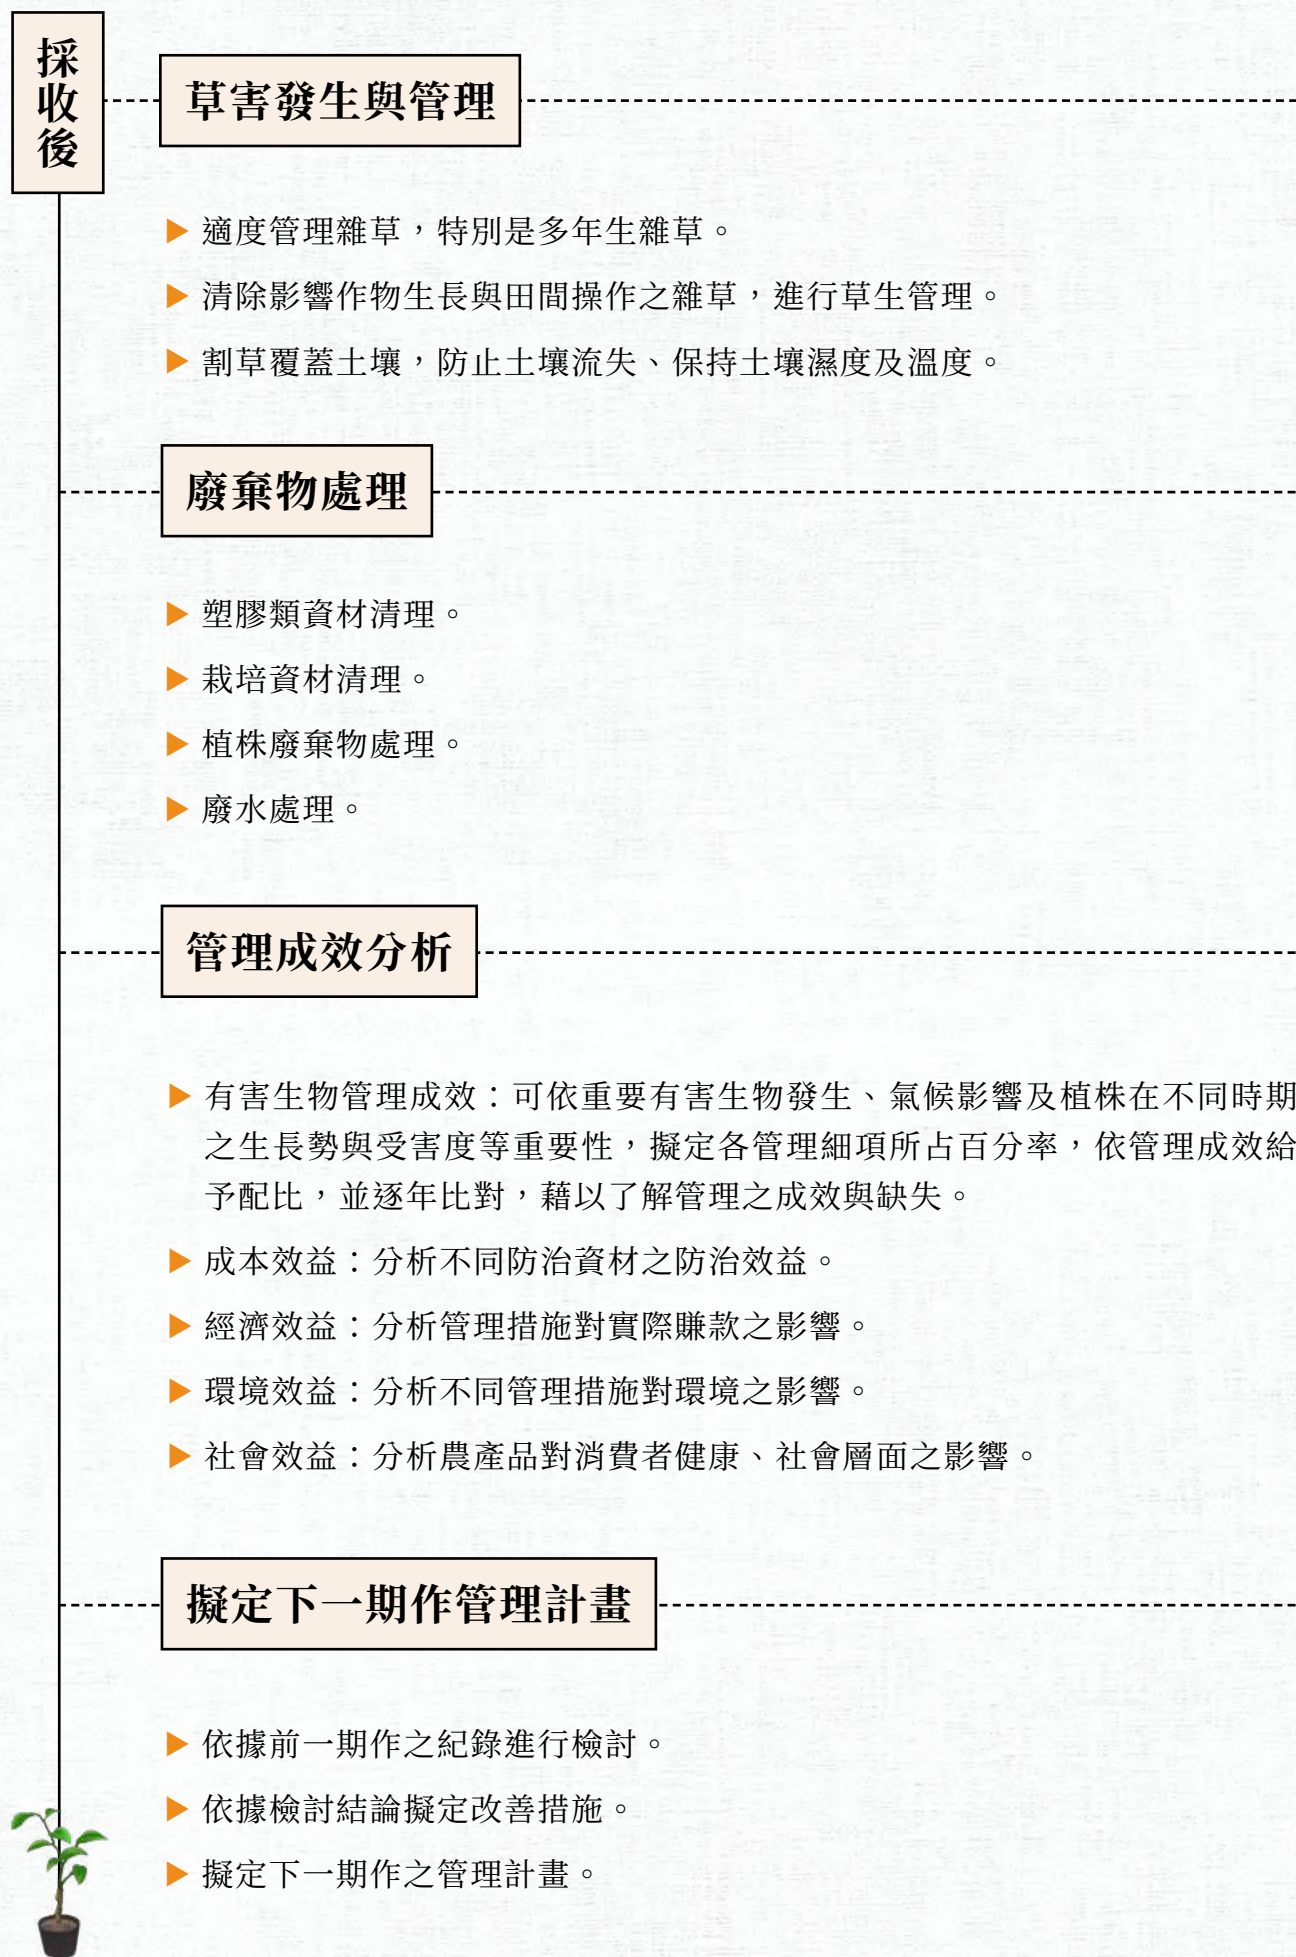 採收後
草害發生與管理
▶ 適度管理雜草，特別是多年生雜草。
▶ 清除影響作物生長與田間操作之雜草，進行草生管理。
▶ 割草覆蓋土壤，防止土壤流失、保持土壤濕度及溫度。
廢棄物處理
▶ 塑膠類資材清理。
▶ 栽培資材清理。
▶ 植株廢棄物處理。
▶ 廢水處理。
管理成效分析
▶ 有害生物管理成效：可依重要有害生物發生、氣候影響及植株在不同時期
之生長勢與受害度等重要性，擬定各管理細項所占百分率，依管理成效給
予配比，並逐年比對，藉以了解管理之成效與缺失。
▶ 成本效益：分析不同防治資材之防治效益。
▶ 經濟效益：分析管理措施對實際賺款之影響。
▶ 環境效益：分析不同管理措施對環境之影響。
▶ 社會效益：分析農產品對消費者健康、社會層面之影響。
擬定下一期作管理計畫
▶ 依據前一期作之紀錄進行檢討。
▶ 依據檢討結論擬定改善措施。
▶ 擬定下一期作之管理計畫。